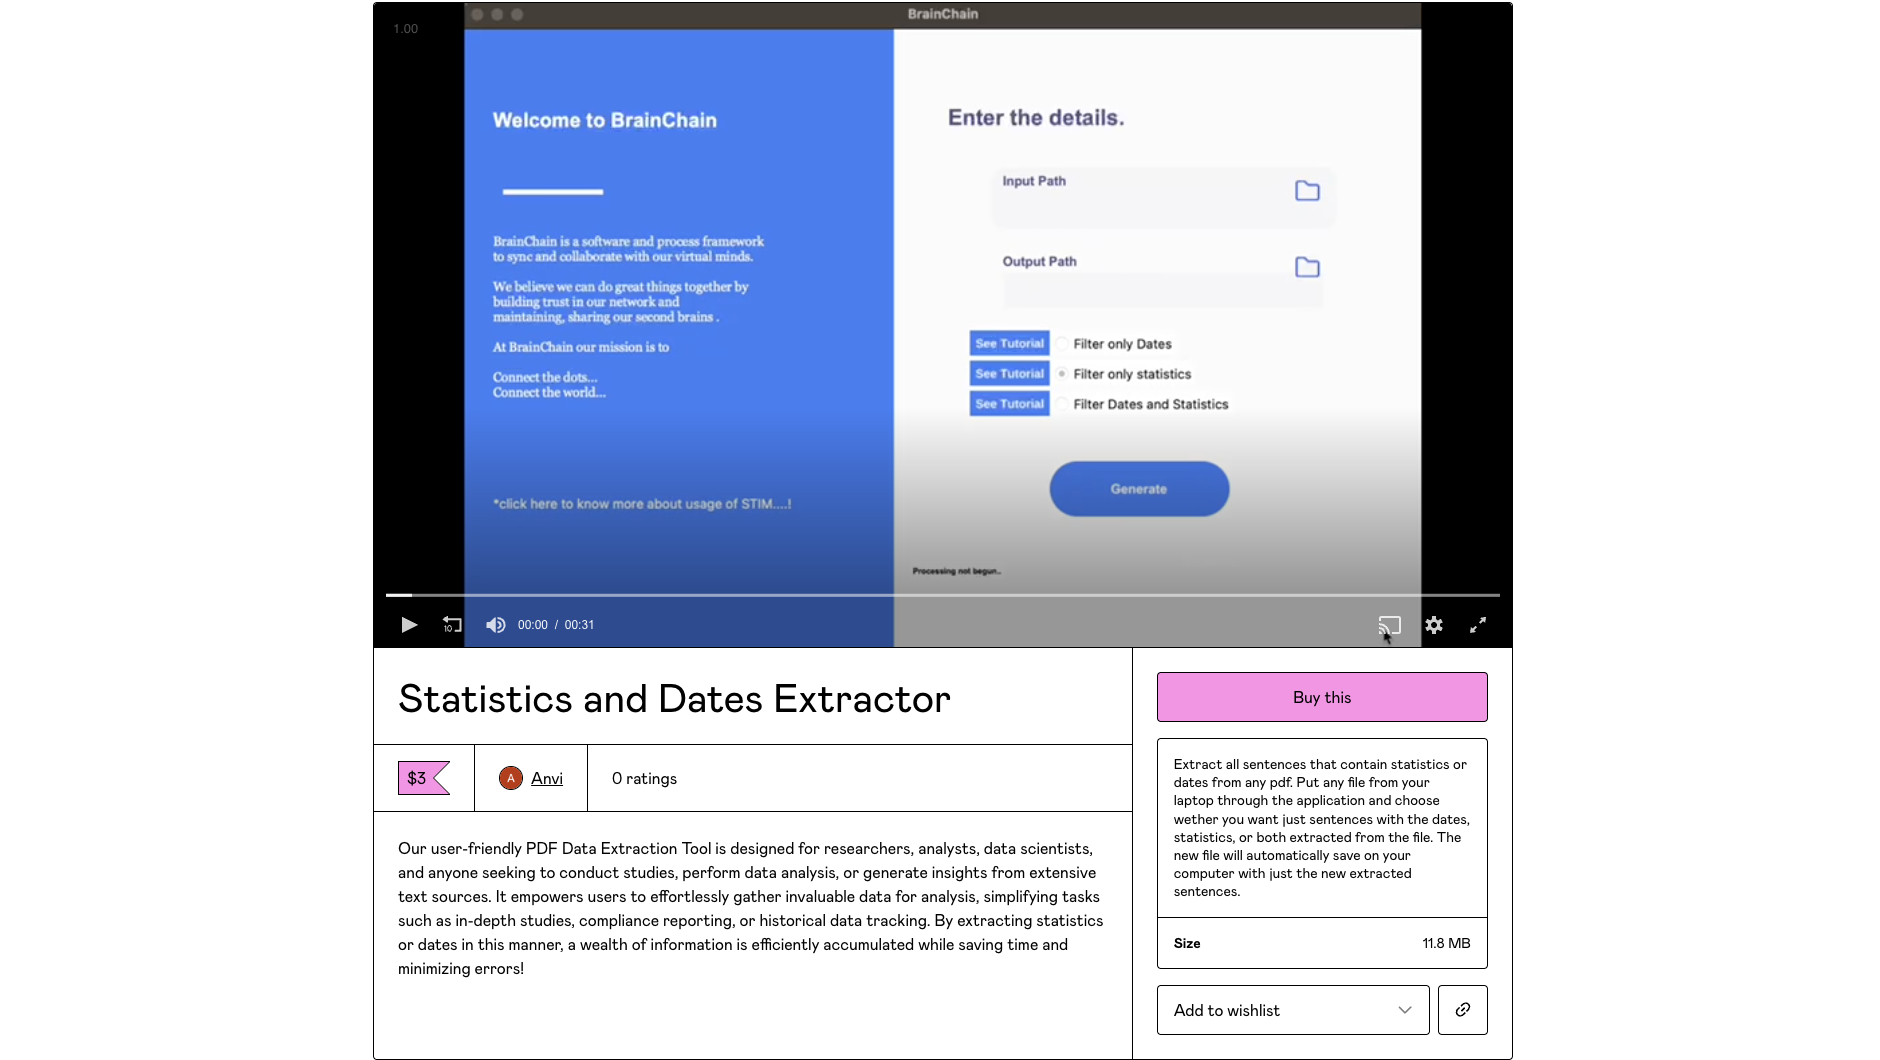 BrainChain
1.00
Welcome to BrainChain
BrainChain is a software and process framework
to sync and collaborate with our virtual minds.
We believe we can do great things together by
building trust in our network and
maintaining, sharing our second brains .
At BrainChain our mission is to
Connect the dots...
Connect the world...
*click here to know more about usage of STIM....!
Enter the details.
Input Path
Output Path
See Tutorial Filter only Dates
See Tutorial Filter only statistics
See Tutorial Filter Dates and Statistics
Generate
Processing not begun..
10 00:00 / 00:31
Statistics and Dates Extractor
$3 A Anvi 0 ratings
Our user-friendly PDF Data Extraction Tool is designed for researchers, analysts, data scientists,
and anyone seeking to conduct studies, perform data analysis, or generate insights from extensive
text sources. It empowers users to effortlessly gather invaluable data for analysis, simplifying tasks
such as in-depth studies, compliance reporting, or historical data tracking. By extracting statistics
or dates in this manner, a wealth of information is efficiently accumulated while saving time and
minimizing errors!
Buy this
Extract all sentences that contain statistics or
dates from any pdf. Put any file from your
laptop through the application and choose
wether you want just sentences with the dates,
statistics, or both extracted from the file. The
new file will automatically save on your
computer with just the new extracted
sentences.
Size 11.8 MB
Add to wishlist